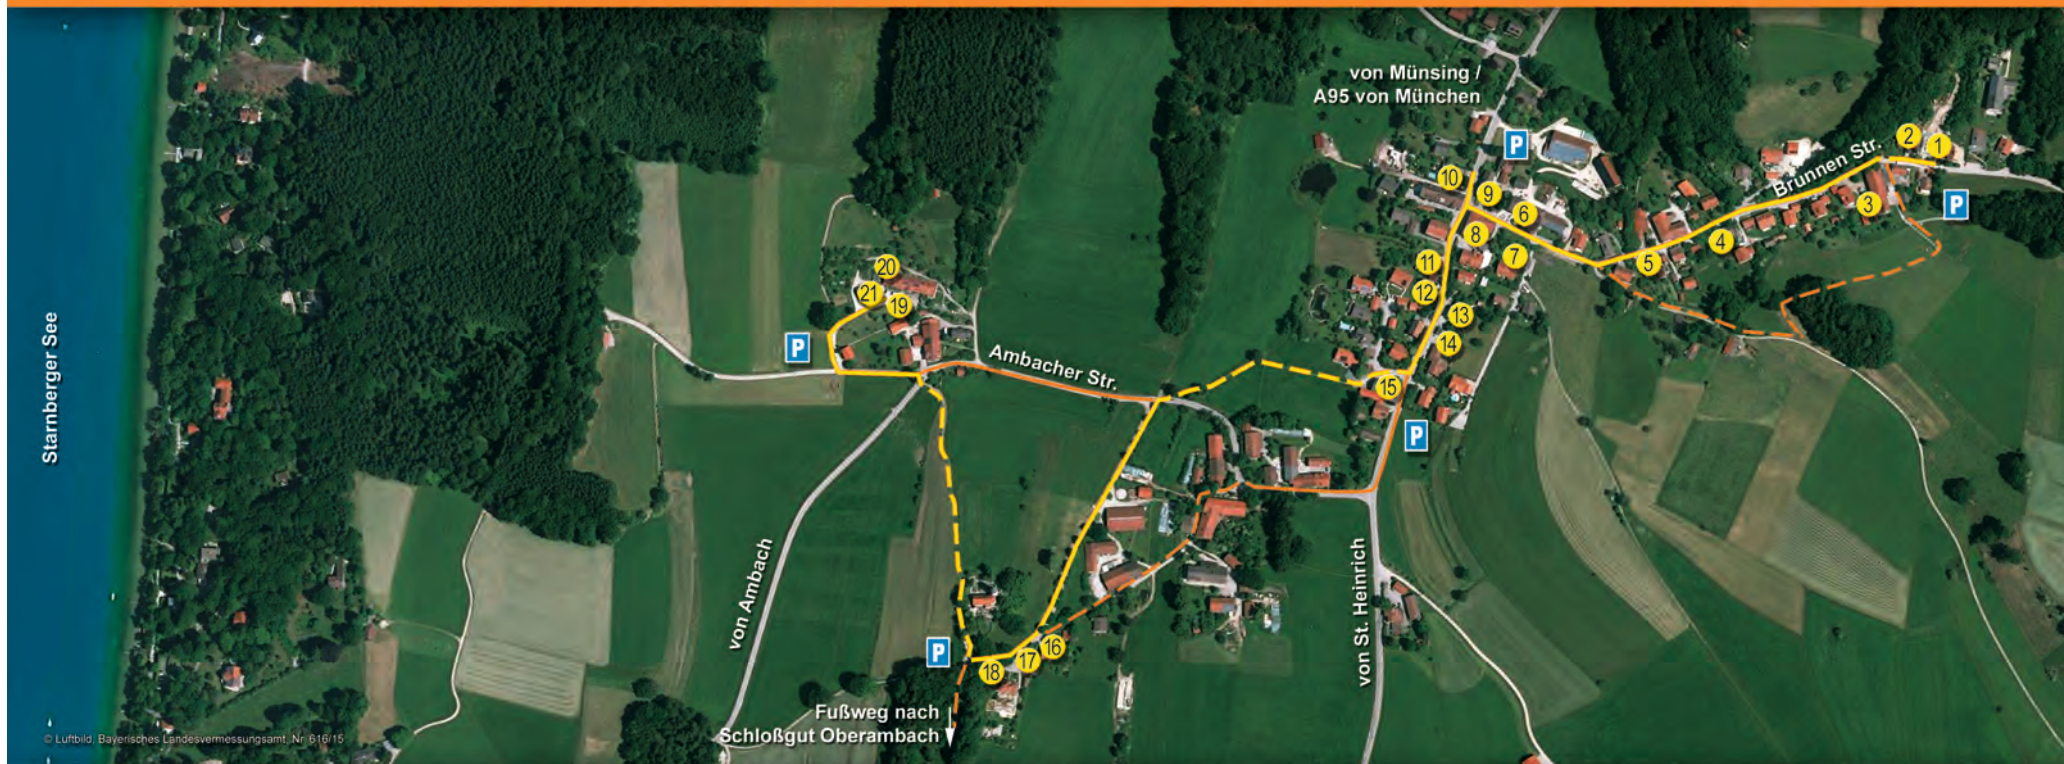 von Münsing /
A95 von München
P
10
9
6
8
7
11
12
13
14
15
P
Brunnen Str.
2
1
3
4
5
P
20
21
19
P
Ambacher Str.
Starnberger See
von Ambach
von St. Heinrich
P
18
17
16
Fußweg nach
Schloßgut Oberambach
© Luftbild, Bayerisches Landesvermessungsamt, Nr. 616/15